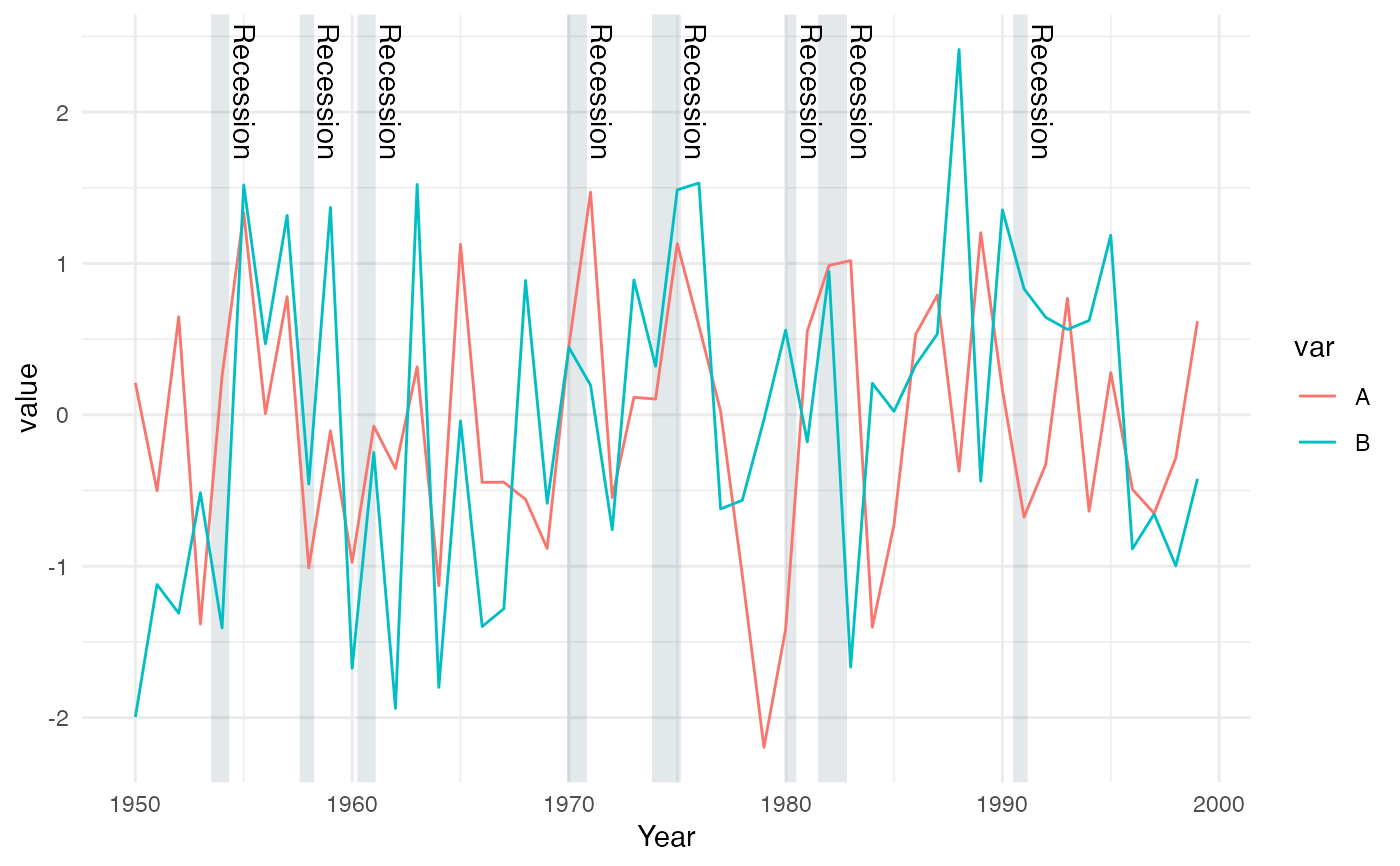 Recession
Recession
Recession
Recession
Recession
Recession
Recession
Recession
2
1
0
-1
-2
value
1950
1960
1970
1980
1990
2000
Year
var
A
B